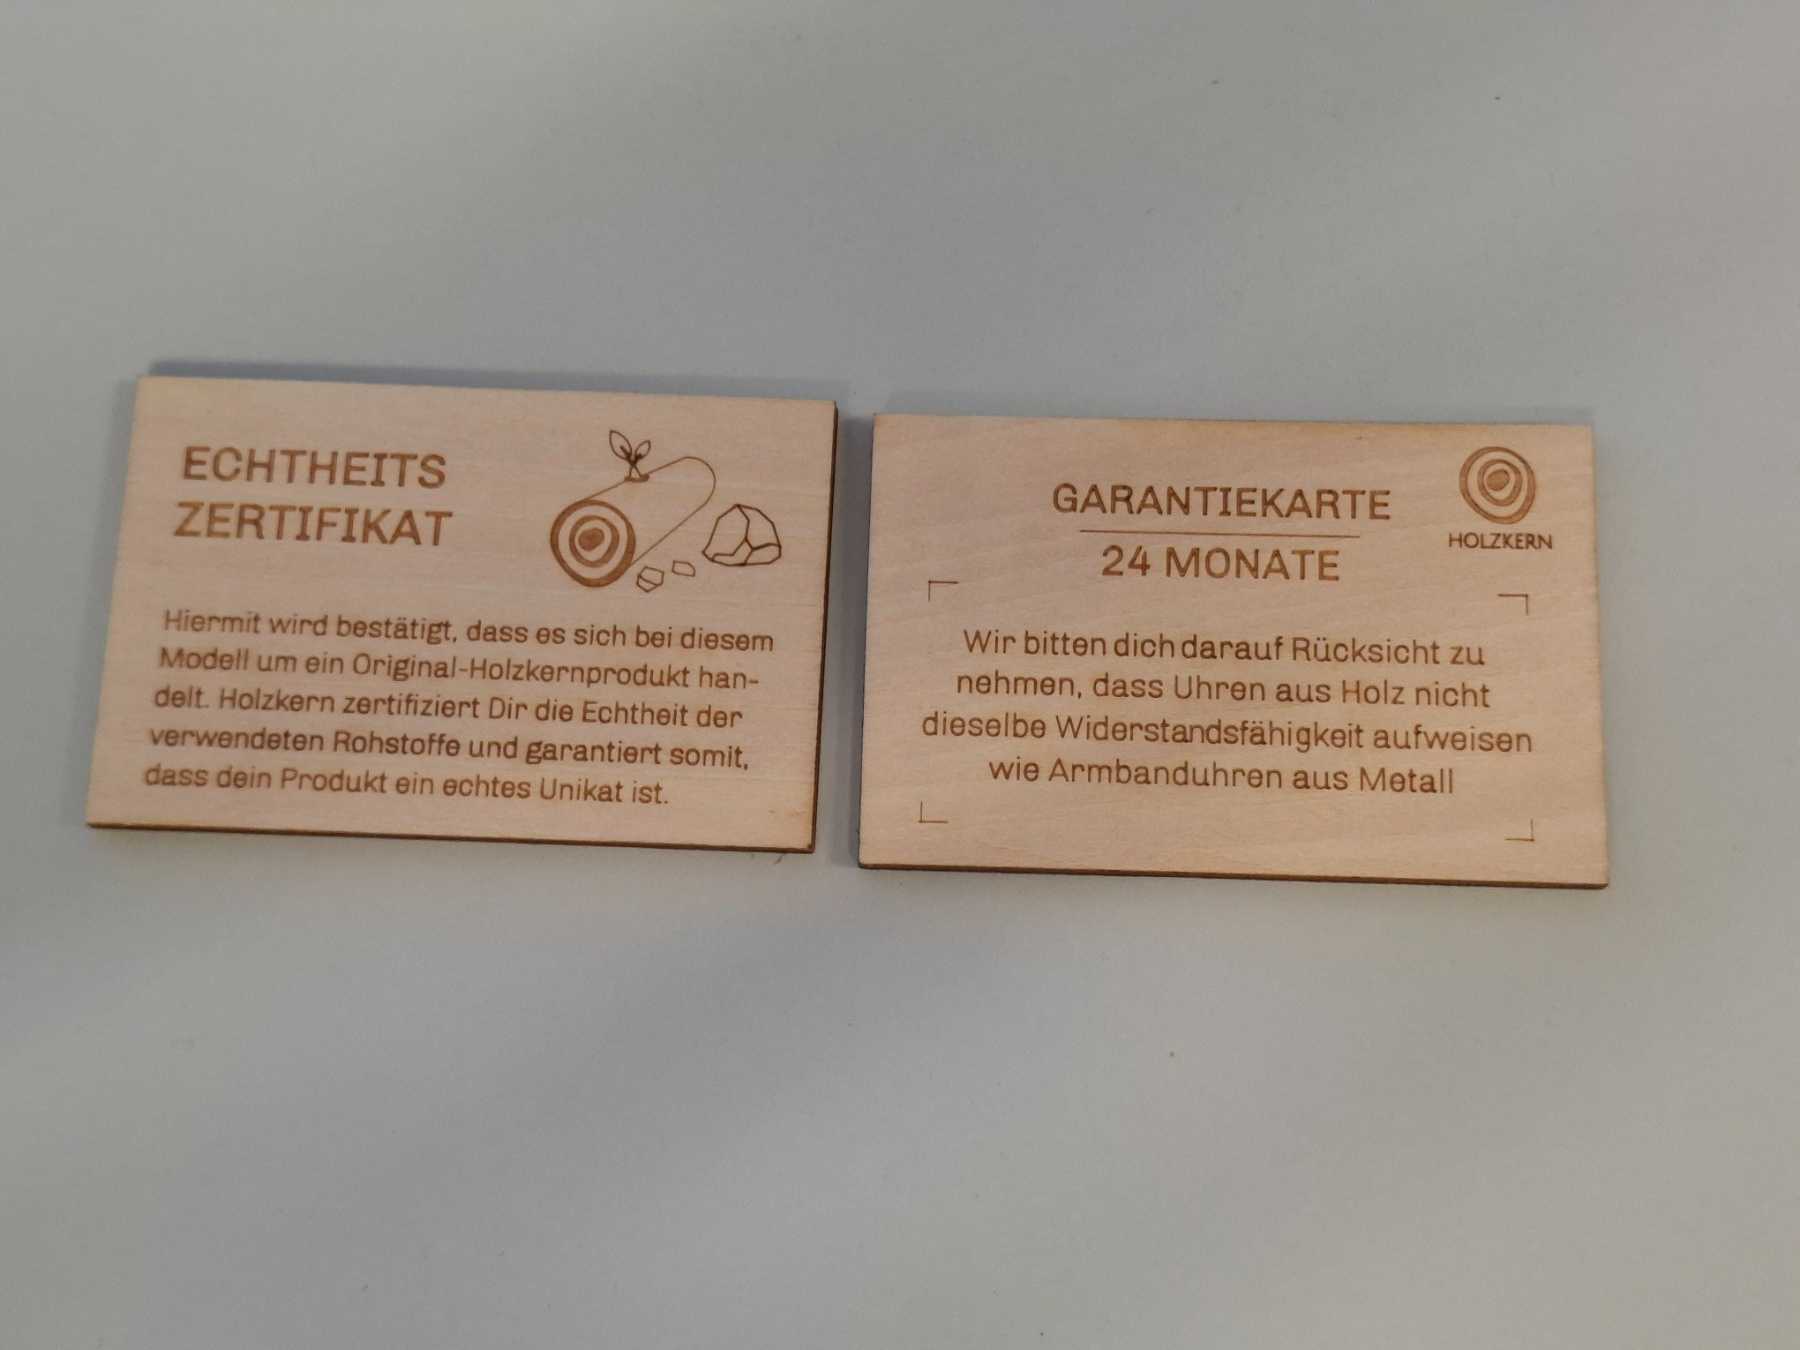 ECHTHEITS
ZERTIFIKAT
Hiermit wird bestätigt, dass es sich bei diesem
Modell um ein Original-Holzkernprodukt han-
delt. Holzkern zertifiziert Dir die Echtheit der
verwendeten Rohstoffe und garantiert somit,
dass dein Produkt ein echtes Unikat ist.
GARANTIEKARTE
24 MONATE
HOLZKERN
Wir bitten dich darauf Rücksicht zu
nehmen, dass Uhren aus Holz nicht
dieselbe Widerstandsfähigkeit aufweisen
wie Armbanduhren aus Metall